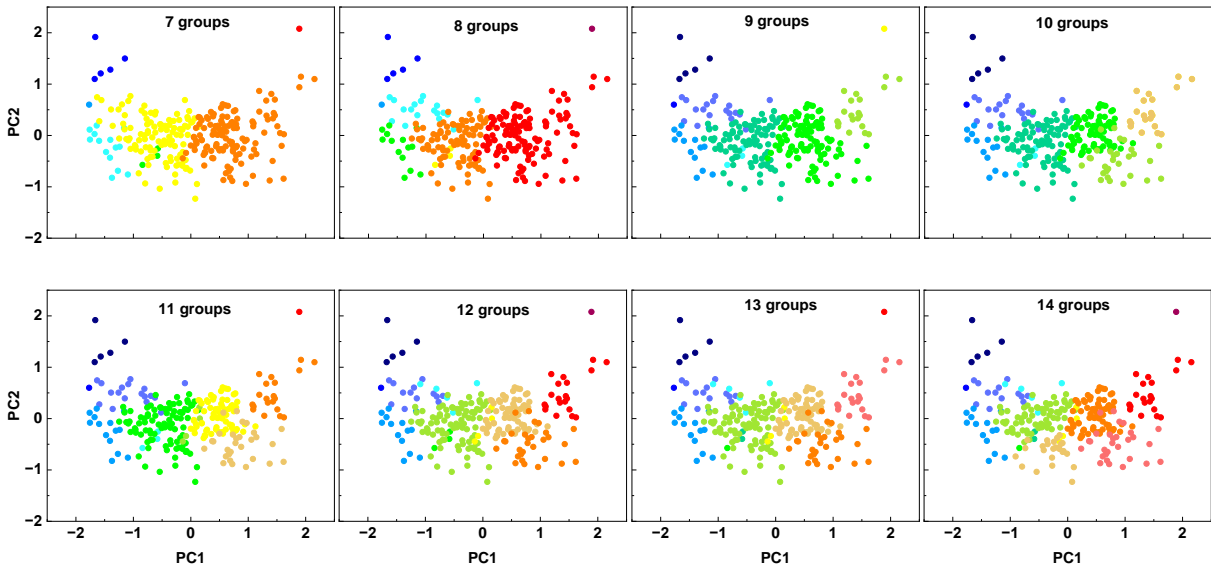 7 groups
8 groups
9 groups
10 groups
2
1
0
−1
−2
PC2
11 groups
12 groups
13 groups
14 groups
2
1
0
−1
−2
PC2
−2 −1 0 1 2
−2 −1 0 1 2
−2 −1 0 1 2
−2 −1 0 1 2
PC1
PC1
PC1
PC1